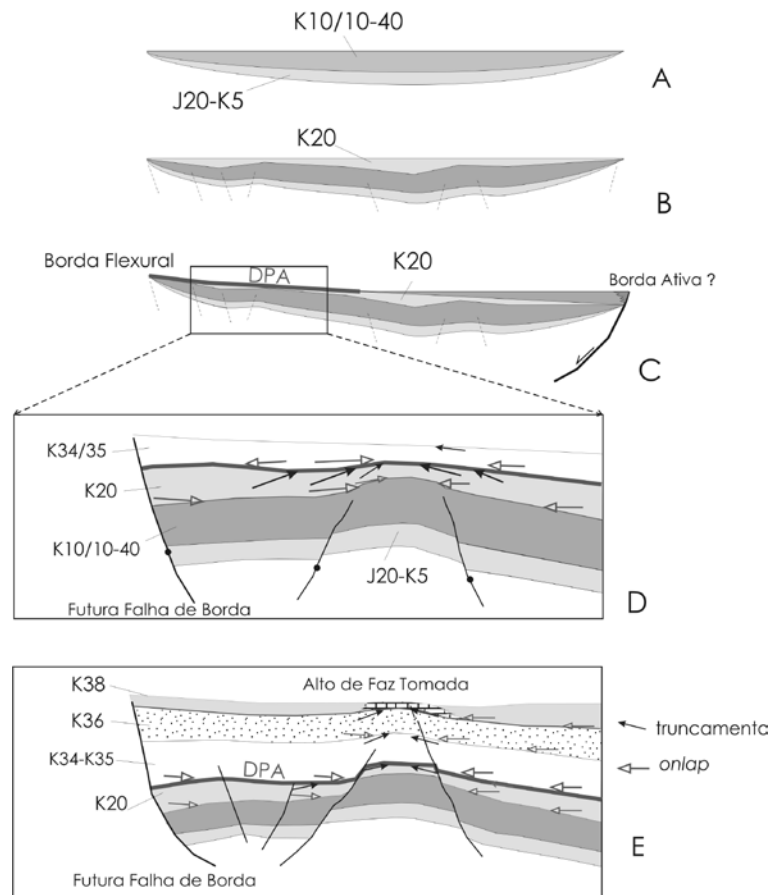 K10/10-40
J20-K5
A
K20
B
Borda Flexural
DPA
K20
Borda Ativa ?
C
K34/35
K20
K10/10-40
J20-K5
Futura Falha de Borda
D
K38
Alto de Faz Tomada
K36
truncamento
K34-K35
DPA
onlap
K20
E
Futura Falha de Borda